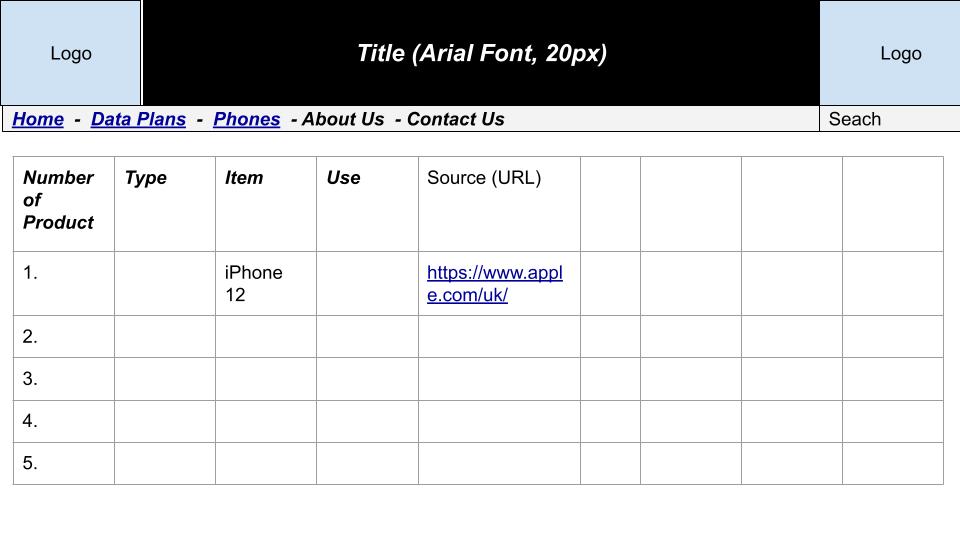 Logo
Title (Arial Font, 20px)
Logo
Home - Data Plans - Phones - About Us - Contact Us
Seach
Number
of
Product
Type
Item
Use
Source (URL)
1.
iPhone
12
https://www.appl
e.com/uk/
2.
3.
4.
5.